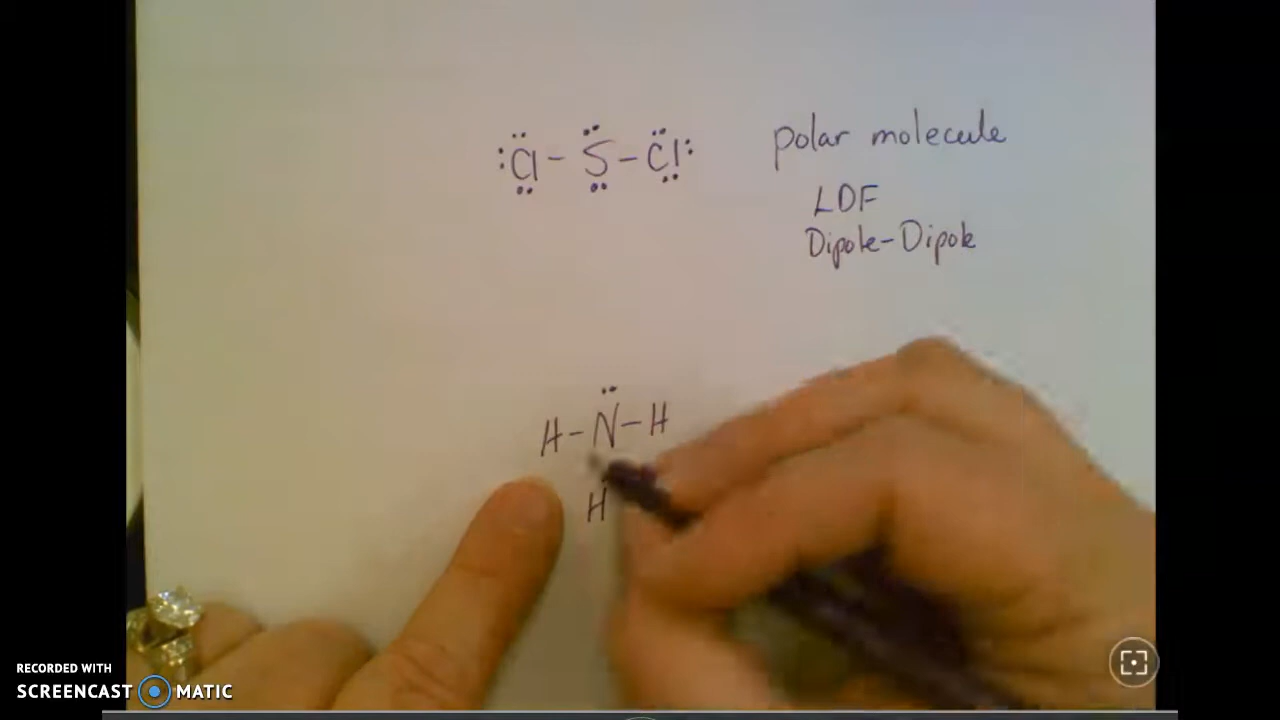 :Cl - S - Cl:
polar molecule
LDF
Dipole-Dipole
H - N - H
H
RECORDED WITH
SCREENCAST MATIC